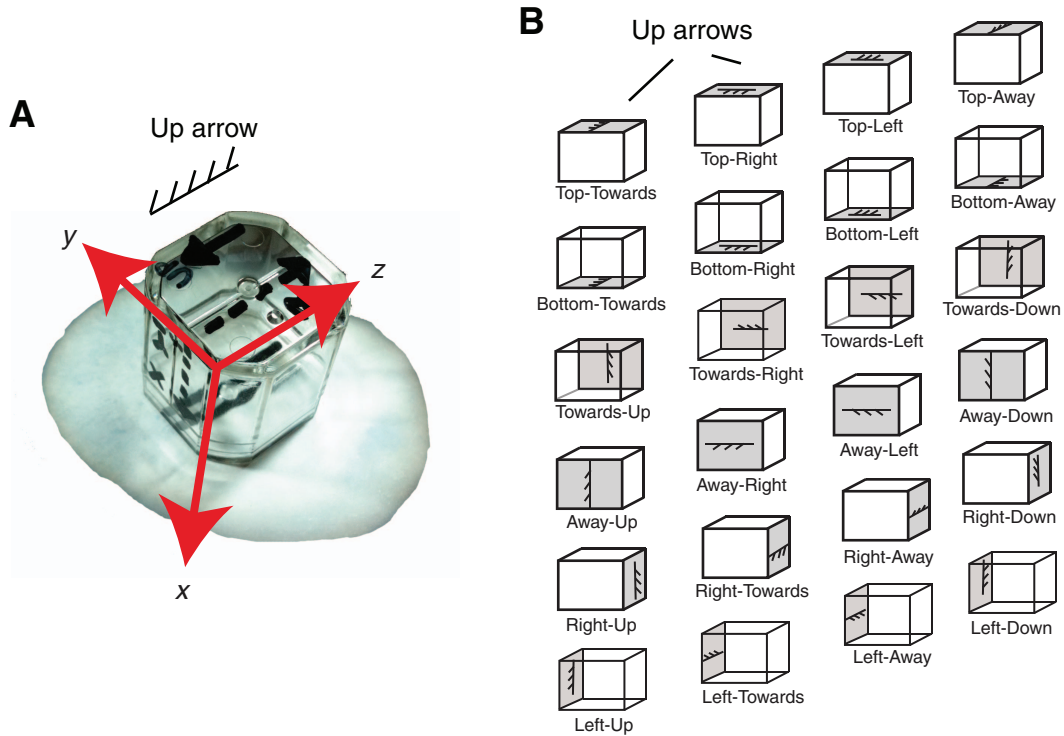 A
Up arrow
y
z
x
B
Up arrows
Top-Towards
Top-Right
Top-Left
Top-Away
Bottom-Towards
Bottom-Right
Bottom-Left
Bottom-Away
Towards-Up
Towards-Right
Towards-Left
Towards-Down
Away-Up
Away-Right
Away-Left
Away-Down
Right-Up
Right-Towards
Right-Away
Right-Down
Left-Up
Left-Towards
Left-Away
Left-Down